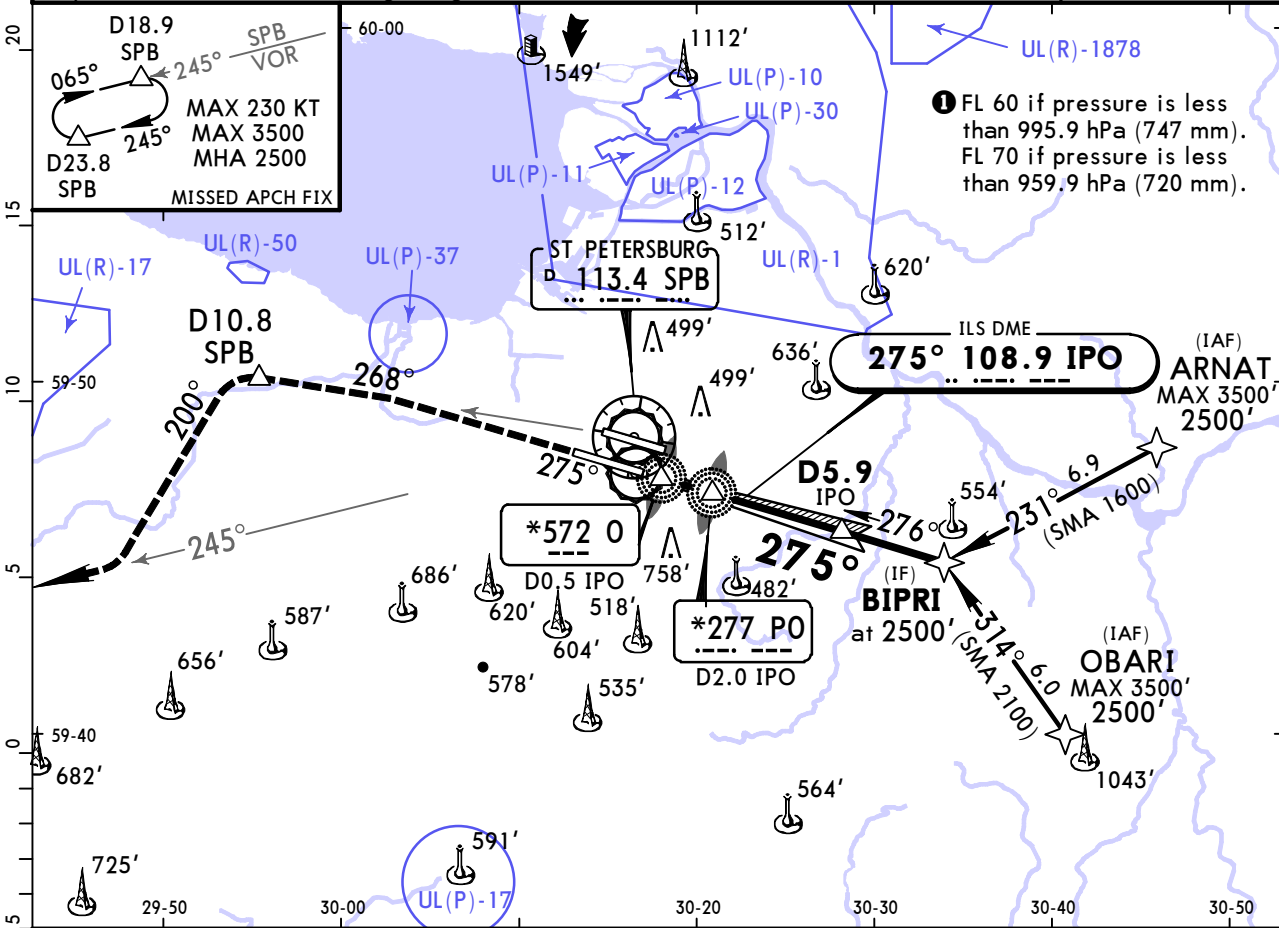 20
D18.9
SPB
245°
SPB
VOR
065°
245°
MAX 230 KT
MAX 3500
MHA 2500
D23.8
SPB
MISSED APCH FIX
60-00
1549'
1112'
UL(P)-10
UL(P)-30
UL(P)-11
UL(P)-12
512'
UL(R)-1878
❶ FL 60 if pressure is less
than 995.9 hPa (747 mm).
FL 70 if pressure is less
than 959.9 hPa (720 mm).
15
UL(R)-17
UL(R)-50
UL(P)-37
ST PETERSBURG
D 113.4 SPB
UL(R)-1
620'
D10.8
SPB
499'
499'
636'
ILS DME
275° 108.9 IPO
(IAF)
ARNAT
MAX 3500'
2500'
10
59-50
200°
268°
275°
D5.9
IPO
276°
275°
554'
231° 6.9
(SMA 1600)
*572 O
D0.5 IPO
758'
482'
*277 PO
D2.0 IPO
(IF)
BIPRI
at 2500'
314° 6.0
(SMA 2100)
(IAF)
OBARI
MAX 3500'
2500'
1043'
245°
5
686'
620'
587'
604'
518'
656'
578'
535'
0
59-40
682'
564'
725'
591'
UL(P)-17
5
29-50
30-00
30-20
30-30
30-40
30-50